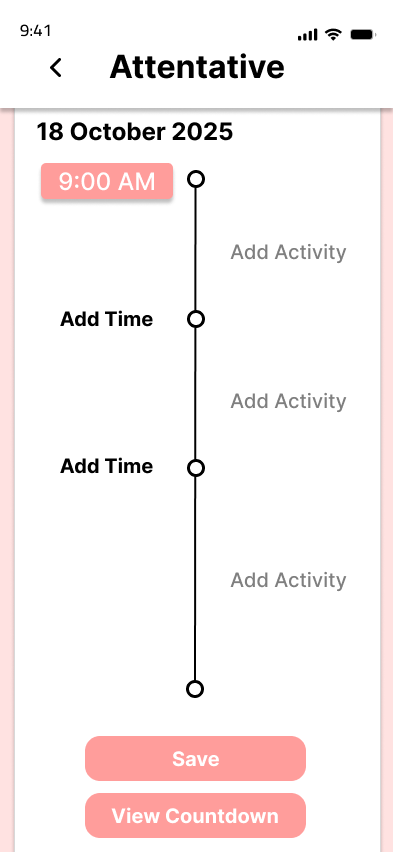 9:41
Attentative
18 October 2025
9:00 AM
Add Activity
Add Time
Add Activity
Add Time
Add Activity
Save
View Countdown